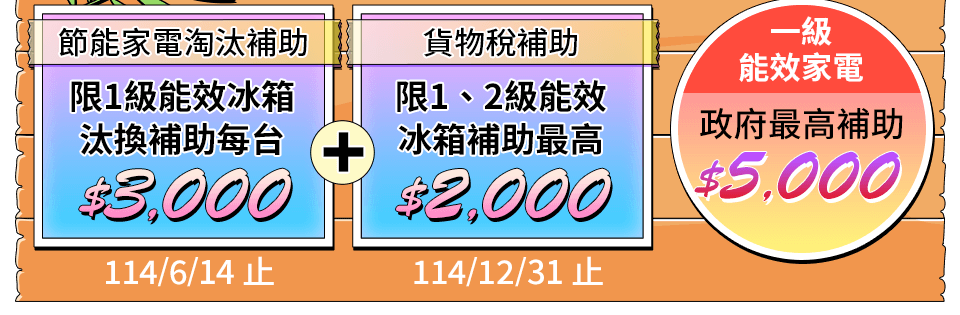 節能家電淘汰補助
限1級能效冰箱
汰換補助每台
$3,000
114/6/14 止
+
貨物稅補助
限1、2級能效
冰箱補助最高
$2,000
114/12/31 止
一級
能效家電
政府最高補助
$5,000